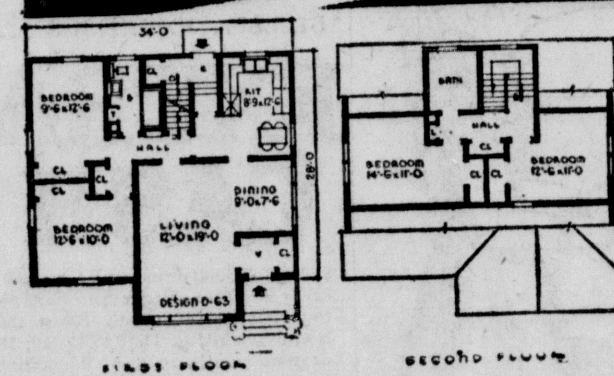 34'-0
BEDROOM
9'-6 x 12'-6
B
CL
D
R
KIT
8'-9 x 12'-6
T
HALL
CL
CL
CL
BEDROOM
12'-6 x 10'-0
LIVING
12'-0 x 19'-0
DINING
9'-0 x 7'-6
V
CL
28'-0
DESIGN D-63
FIRST FLOOR
BATH
D
L
HALL
CL
CL
CL
BEDROOM
14'-6 x 11'-0
BEDROOM
12'-6 x 11'-0
SECOND FLOOR